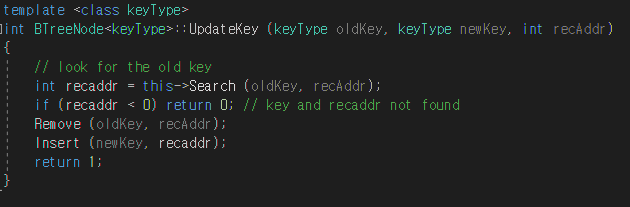 template <class keyType>
int BTreeNode<keyType>::UpdateKey (keyType oldKey, keyType newKey, int recAddr)
{
// look for the old key
int recaddr = this->Search (oldKey, recAddr);
if (recaddr < 0) return 0; // key and recaddr not found
Remove (oldKey, recAddr);
Insert (newKey, recaddr);
return 1;
}